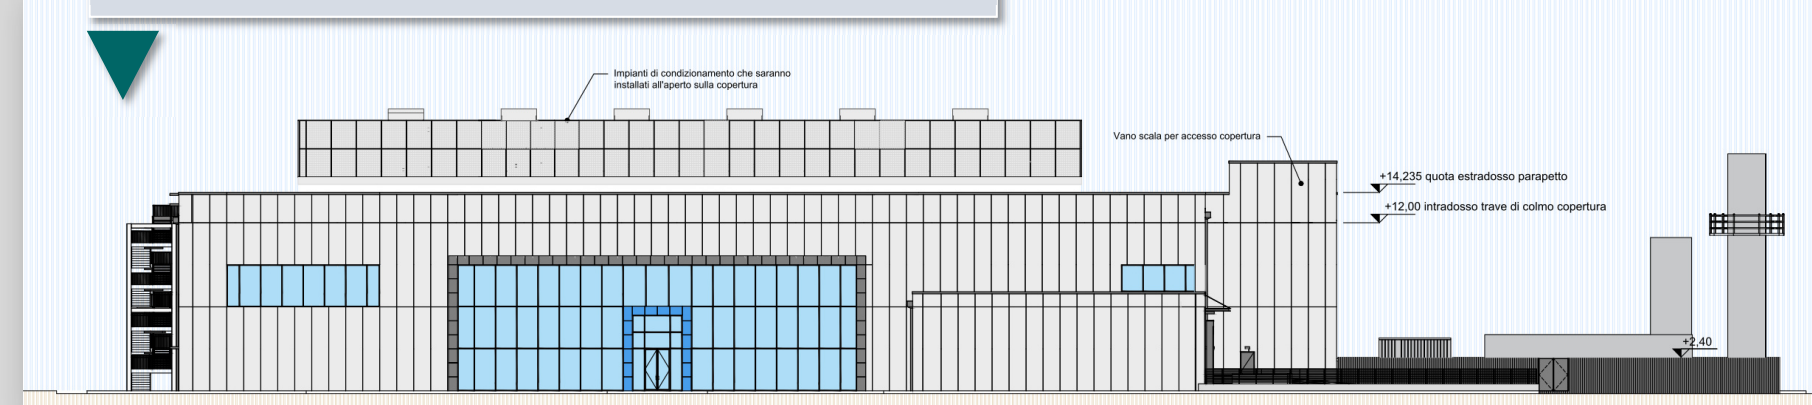 Impianti di condizionamento che saranno
installati all'aperto sulla copertura
Vano scala per accesso copertura
+14,235 quota estradosso parapetto
+12,00 intradosso trave di colmo copertura
+2,40